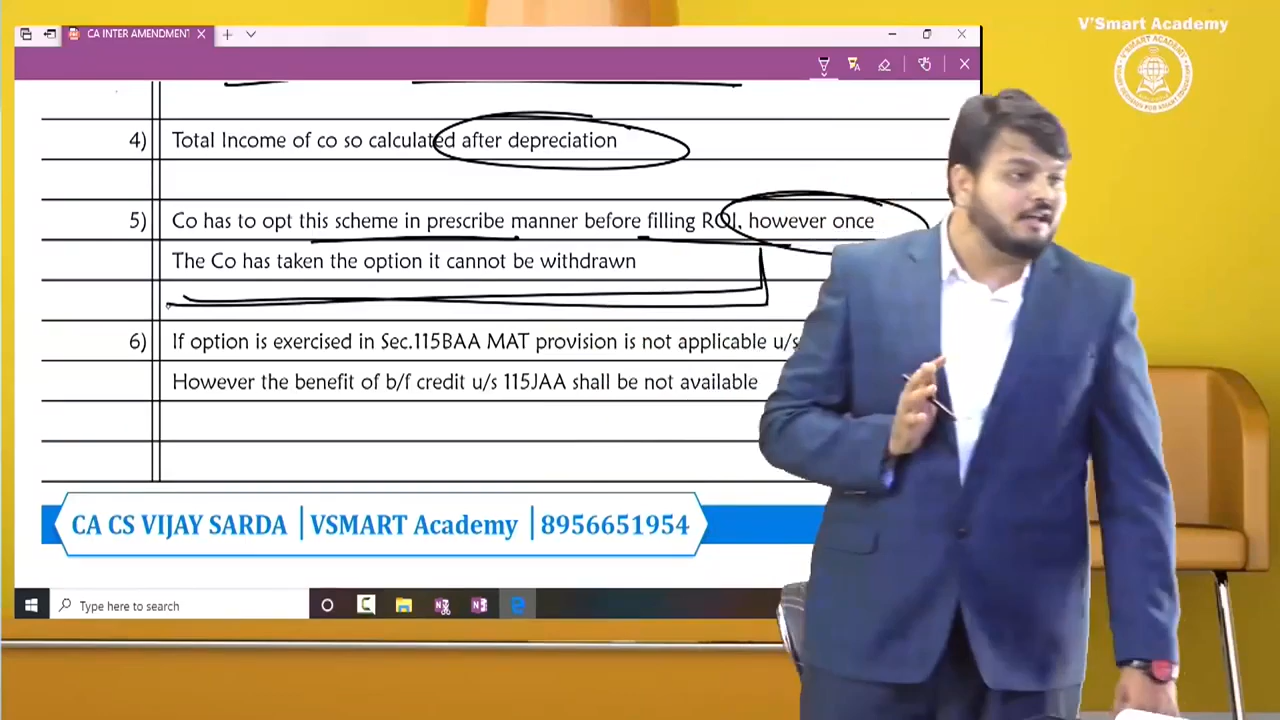 V'Smart Academy
CA INTER AMENDMENT
4) Total Income of co so calculated after depreciation
5) Co has to opt this scheme in prescribe manner before filling ROI, however once
The Co has taken the option it cannot be withdrawn
6) If option is exercised in Sec.115BAA MAT provision is not applicable u/s
However the benefit of b/f credit u/s 115JAA shall be not available
CA CS VIJAY SARDA | VSMART Academy | 8956651954
Type here to search